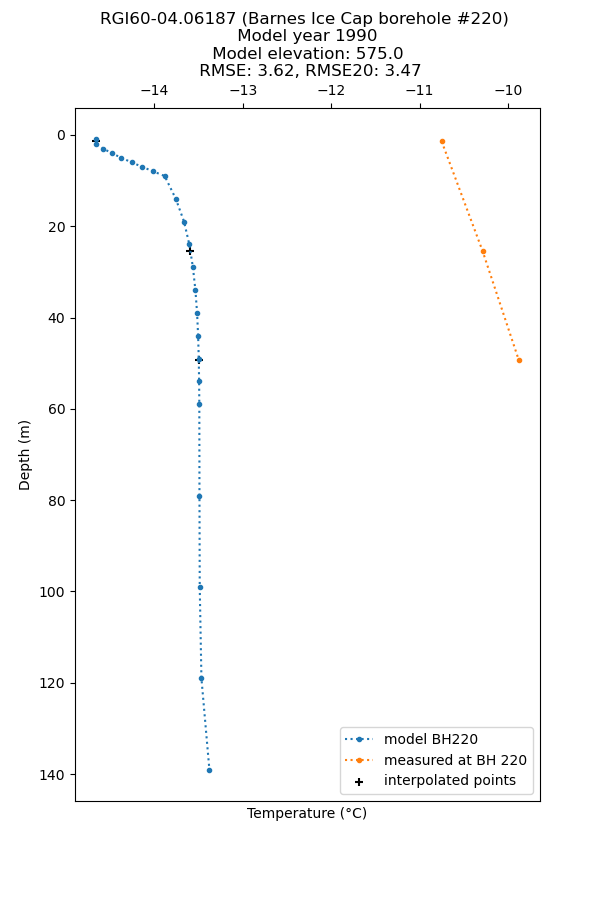 RGI60-04.06187 (Barnes Ice Cap borehole #220)
Model year 1990
Model elevation: 575.0
RMSE: 3.62, RMSE20: 3.47
−14 −13 −12 −11 −10
0
20
40
60
80
100
120
140
Depth (m)
model BH220
measured at BH 220
interpolated points
Temperature (°C)